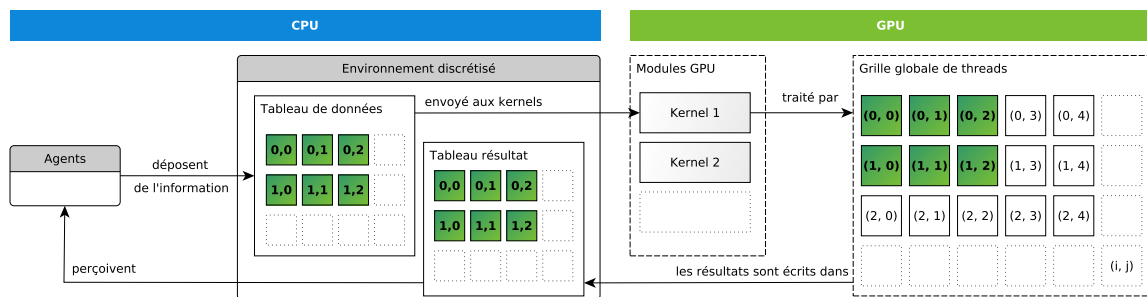 CPU
GPU
Environnement discrétisé
Modules GPU
Grille globale de threads
Tableau de données
envoyé aux kernels
Kernel 1
traité par
0,0 0,1 0,2
1,0 1,1 1,2
Tableau résultat
0,0 0,1 0,2
1,0 1,1 1,2
Kernel 2
(0, 0) (0, 1) (0, 2) (0, 3) (0, 4)
(1, 0) (1, 1) (1, 2) (1, 3) (1, 4)
(2, 0) (2, 1) (2, 2) (2, 3) (2, 4)
(i, j)
Agents
déposent
de l'information
perçoivent
les résultats sont écrits dans